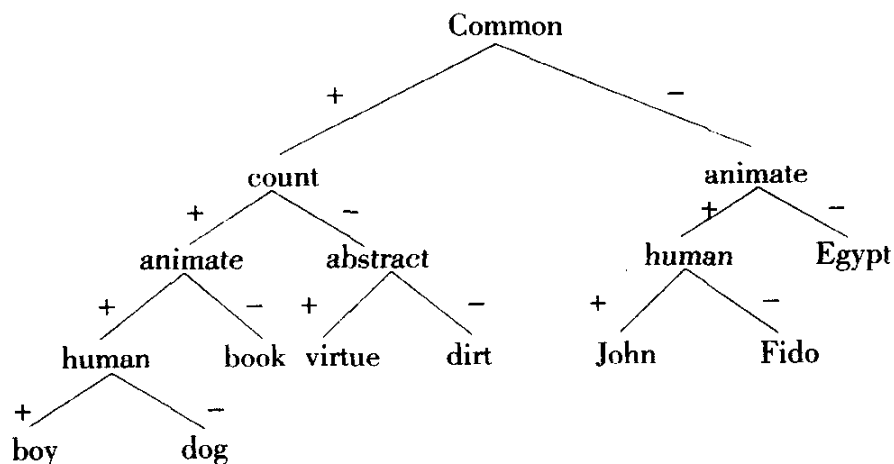 Common
+ −
count animate
+ − + −
animate abstract human Egypt
+ − + − + −
human book virtue dirt John Fido
+ −
boy dog